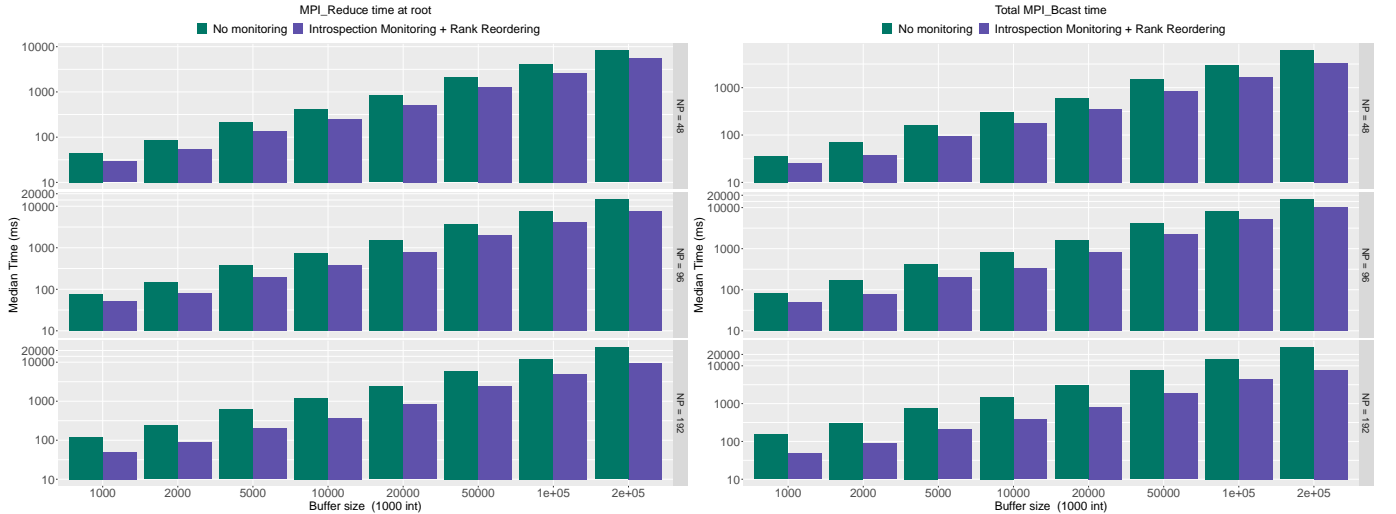 MPI_Reduce time at root
No monitoring Introspection Monitoring + Rank Reordering
10000
1000
100
10
NP = 48
20000
10000
1000
100
10
NP = 96
20000
10000
1000
100
10
NP = 192
Median Time (ms)
1000 2000 5000 10000 20000 50000 1e+05 2e+05
Buffer size (1000 int)
Total MPI_Bcast time
No monitoring Introspection Monitoring + Rank Reordering
1000
100
10
NP = 48
20000
10000
1000
100
10
NP = 96
20000
10000
1000
100
10
NP = 192
Median Time (ms)
1000 2000 5000 10000 20000 50000 1e+05 2e+05
Buffer size (1000 int)